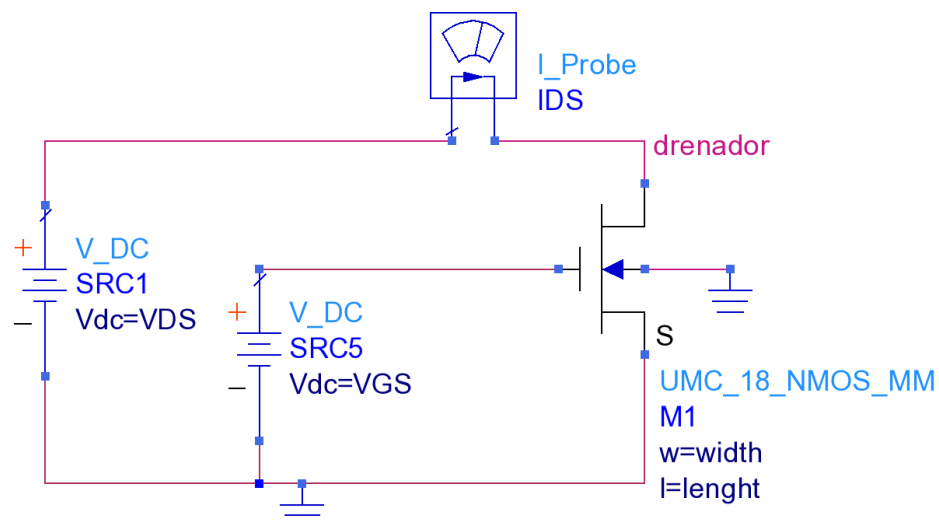 I_Probe
IDS
drenador
+
V_DC
SRC1
Vdc=VDS
−
+
V_DC
SRC5
Vdc=VGS
−
S
UMC_18_NMOS_MM
M1
w=width
l=lenght